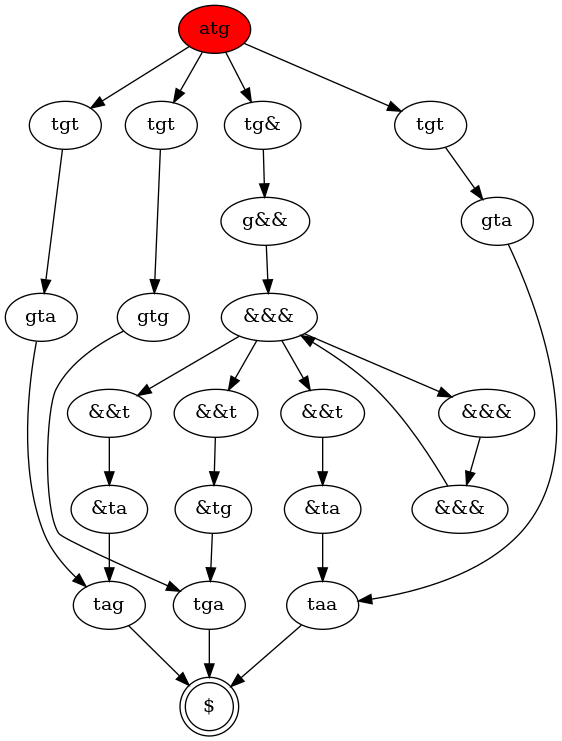 atg
tgt tgt tg& tgt
g&& gta
gta gtg &&&
&&t &&t &&t &&&
&ta &tg &ta &&&
tag tga taa
$